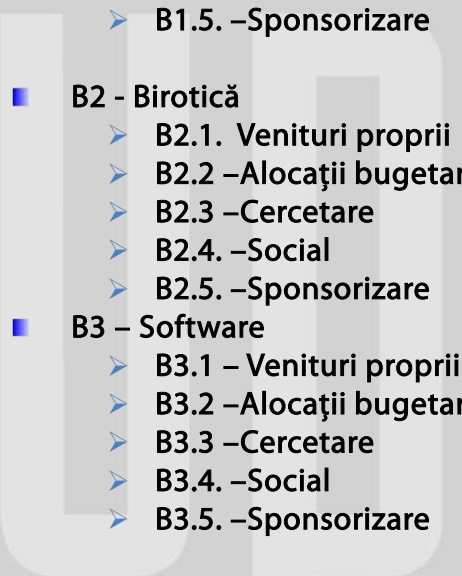 B1.5. –Sponsorizare
B2 - Birotică
B2.1. Venituri proprii
B2.2 –Alocaţii bugetar
B2.3 –Cercetare
B2.4. –Social
B2.5. –Sponsorizare
B3 – Software
B3.1 – Venituri proprii
B3.2 –Alocaţii bugetar
B3.3 –Cercetare
B3.4. –Social
B3.5. –Sponsorizare